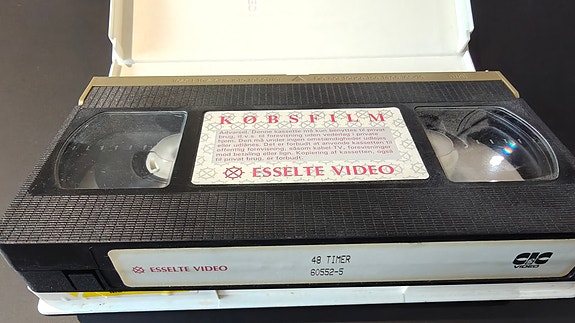 KØBSFILM
Advarsel. Denne kassette må kun benyttes til privat
brug, d.v.s. til forevisning uden vederlag i private
hjem. Den må under ingen omstændigheder udlejes
eller udlånes. Det er forbudt at anvende kassetten til
offentlig forevisning, såsom kabel TV, forevisninger
mod betaling eller lign. Kopiering af kassetten, også
til privat brug, er forbudt.
ESSELTE VIDEO
ESSELTE VIDEO
48 TIMER
60552-5
CIC
VIDEO